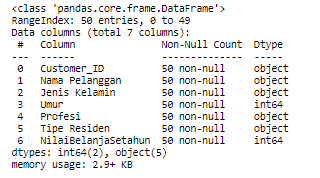 <class 'pandas.core.frame.DataFrame'>
RangeIndex: 50 entries, 0 to 49
Data columns (total 7 columns):
 #   Column              Non-Null Count  Dtype
---  ------              --------------  -----
 0   Customer_ID         50 non-null     object
 1   Nama Pelanggan      50 non-null     object
 2   Jenis Kelamin       50 non-null     object
 3   Umur                50 non-null     int64
 4   Profesi             50 non-null     object
 5   Tipe Residen        50 non-null     object
 6   NilaiBelanjaSetahun 50 non-null     int64
dtypes: int64(2), object(5)
memory usage: 2.9+ KB